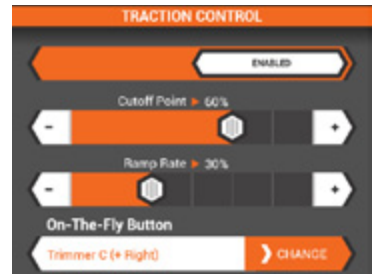 TRACTION CONTROL
ENABLED
Cutoff Point ▶ 60%
-
+
Ramp Rate ▶ 30%
-
+
On-The-Fly Button
Trimmer C (+ Right)
❯ CHANGE